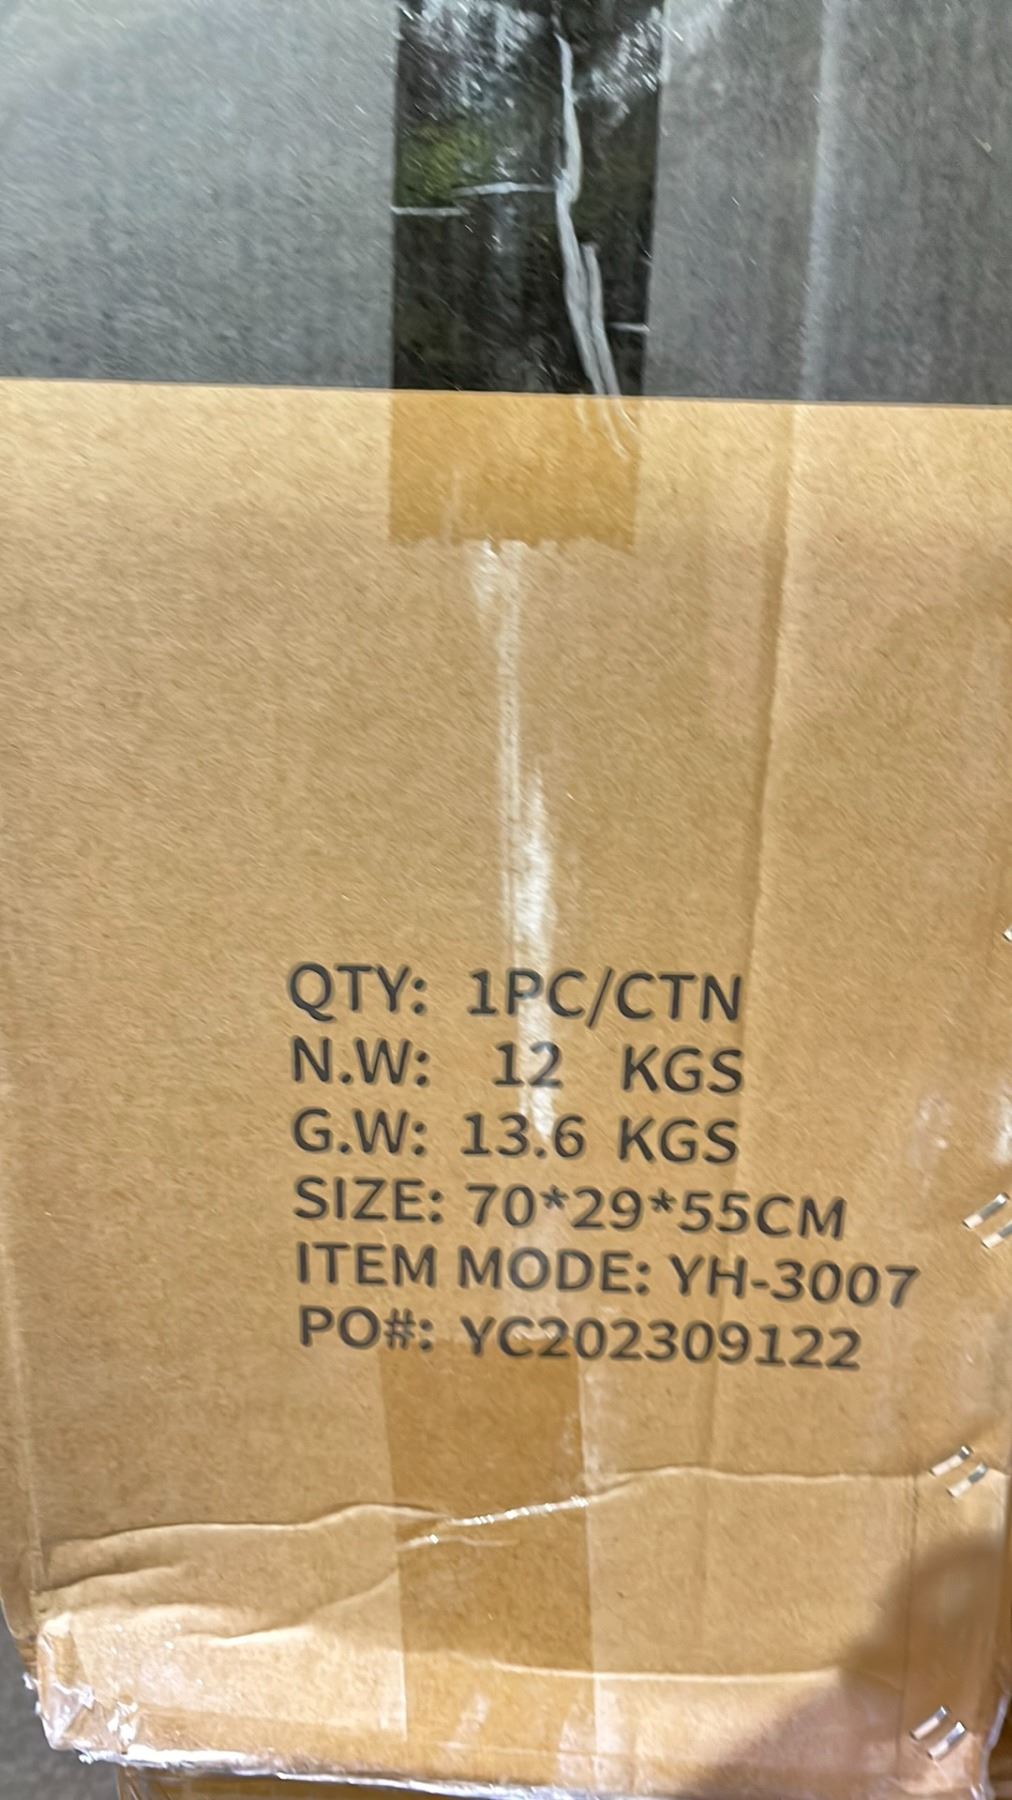 QTY: 1PC/CTN
N.W: 12 KGS
G.W: 13.6 KGS
SIZE: 70*29*55CM
ITEM MODE: YH-3007
PO#: YC202309122